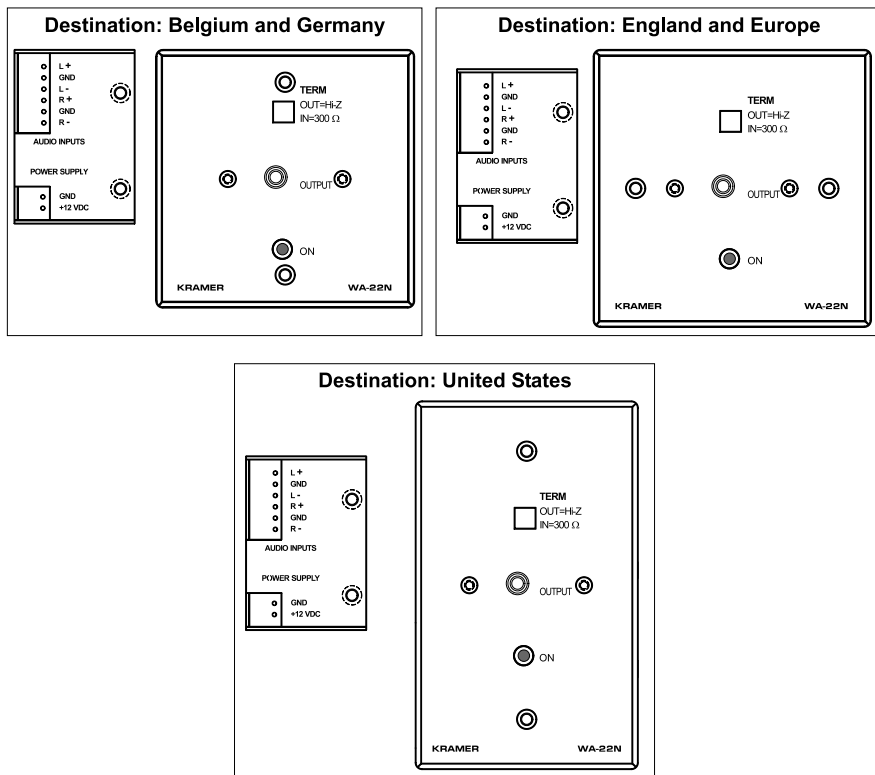 Destination: Belgium and Germany
L +
GND
L -
R +
GND
R -
AUDIO INPUTS
POWER SUPPLY
GND
+12 VDC
TERM
OUT=Hi-Z
IN=300 Ω
OUTPUT
ON
KRAMER WA-22N
Destination: England and Europe
L +
GND
L -
R +
GND
R -
AUDIO INPUTS
POWER SUPPLY
GND
+12 VDC
TERM
OUT=Hi-Z
IN=300 Ω
OUTPUT
ON
KRAMER WA-22N
Destination: United States
L +
GND
L -
R +
GND
R -
AUDIO INPUTS
POWER SUPPLY
GND
+12 VDC
TERM
OUT=Hi-Z
IN=300 Ω
OUTPUT
ON
KRAMER WA-22N